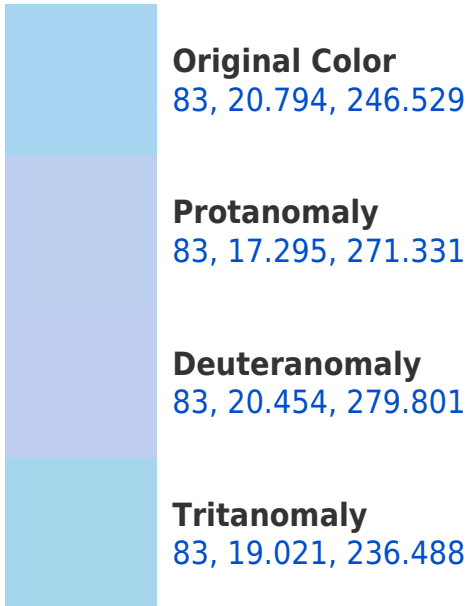 Original Color
83, 20.794, 246.529
Protanomaly
83, 17.295, 271.331
Deuteranomaly
83, 20.454, 279.801
Tritanomaly
83, 19.021, 236.488